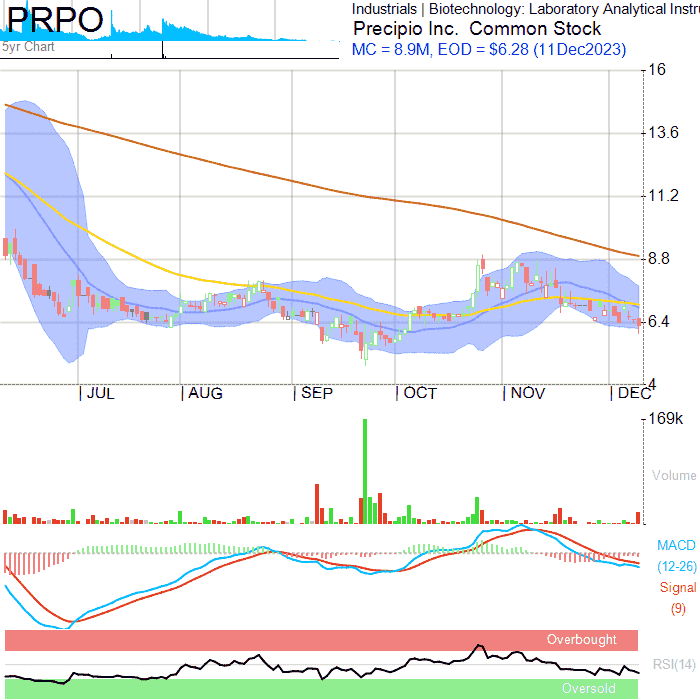 PRPO
5yr Chart
Industrials | Biotechnology: Laboratory Analytical Instru
Precipio Inc. Common Stock
MC = 8.9M, EOD = $6.28 (11Dec2023)
16
13.6
11.2
8.8
6.4
4
JUL AUG SEP OCT NOV DEC
169k
Volume
MACD
(12-26)
Signal
(9)
Overbought
RSI(14)
Oversold